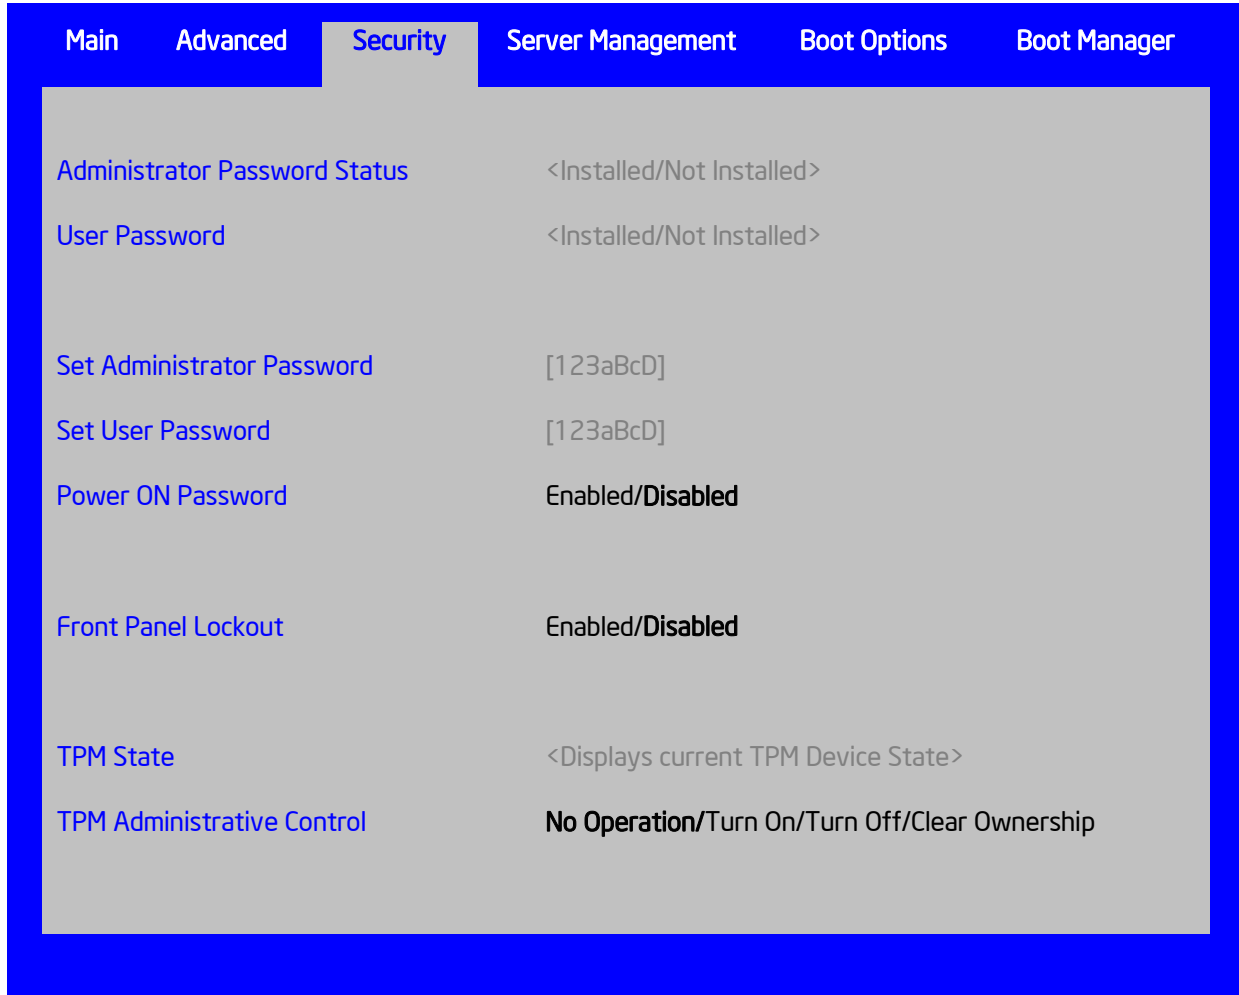 Main Advanced Security Server Management Boot Options Boot Manager
Administrator Password Status <Installed/Not Installed>
User Password <Installed/Not Installed>
Set Administrator Password [123aBcD]
Set User Password [123aBcD]
Power ON Password Enabled/Disabled
Front Panel Lockout Enabled/Disabled
TPM State <Displays current TPM Device State>
TPM Administrative Control No Operation/Turn On/Turn Off/Clear Ownership